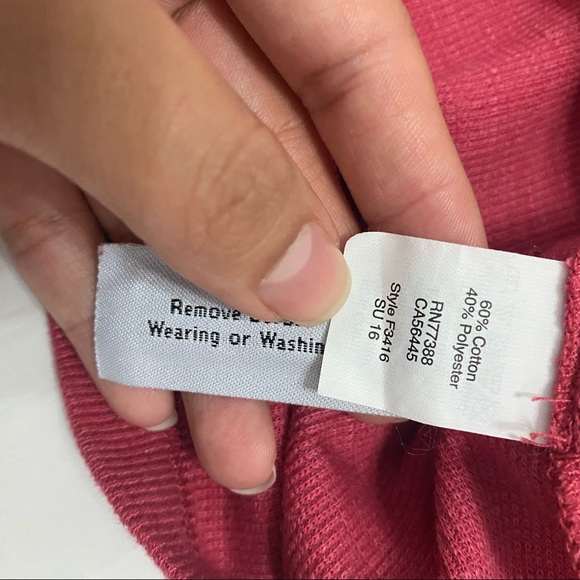 Remove
Wearing or Washin
60% Cotton
40% Polyester
RN77388
CA56445
Style F3416
SU 16